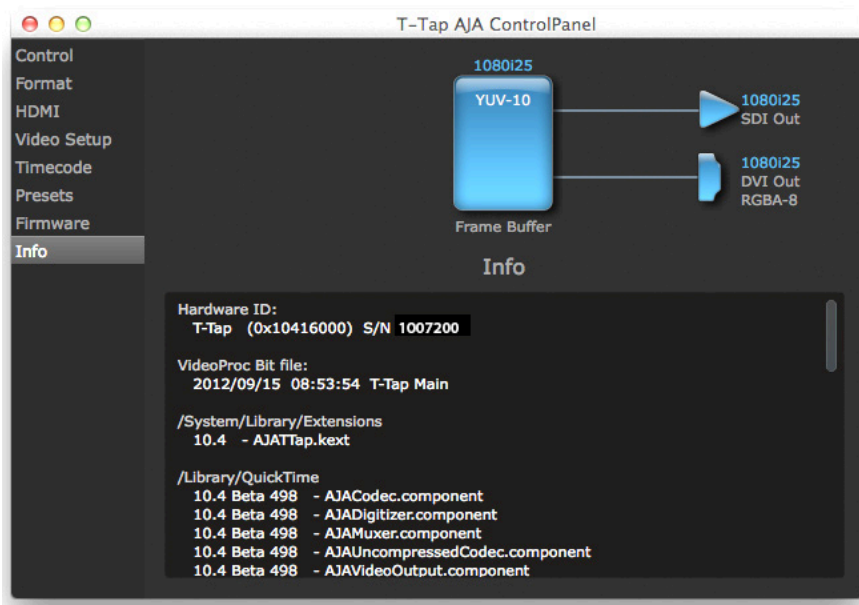 T-Tap AJA ControlPanel
Control
Format
HDMI
Video Setup
Timecode
Presets
Firmware
Info
1080i25
YUV-10
Frame Buffer
1080i25
SDI Out
1080i25
DVI Out
RGBA-8
Info
Hardware ID:
T-Tap (0x10416000) S/N 1007200
VideoProc Bit file:
2012/09/15 08:53:54 T-Tap Main
/System/Library/Extensions
10.4 - AJATTap.kext
/Library/QuickTime
10.4 Beta 498 - AJACodec.component
10.4 Beta 498 - AJADigitizer.component
10.4 Beta 498 - AJAMuxer.component
10.4 Beta 498 - AJAUncompressedCodec.component
10.4 Beta 498 - AJAVideoOutput.component